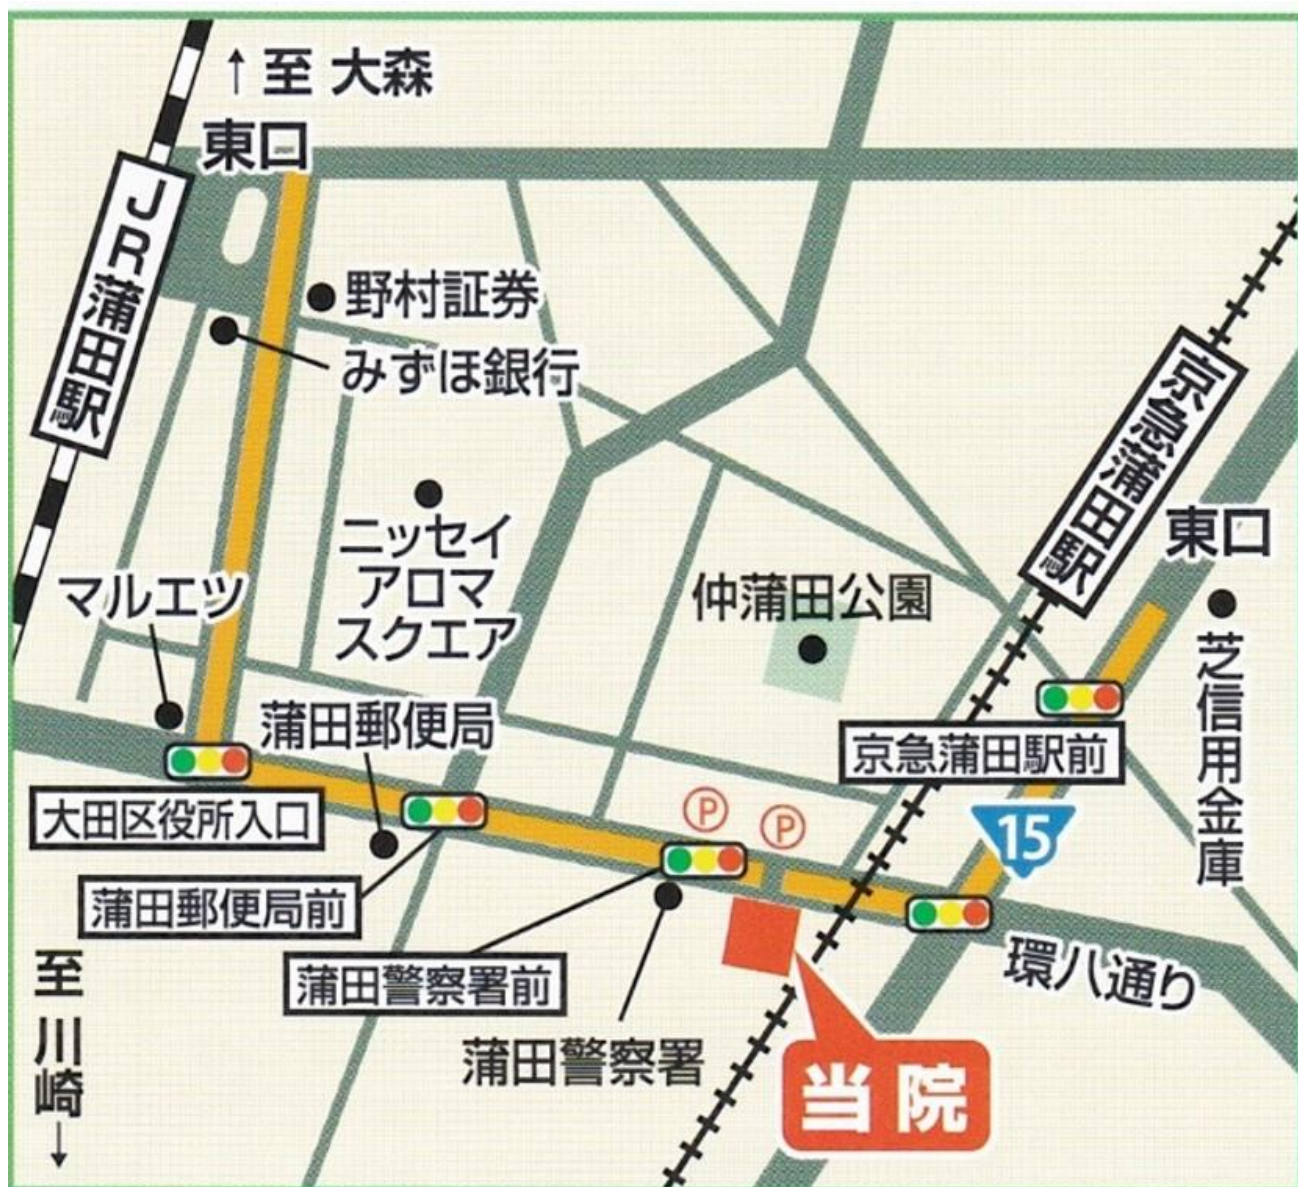 ↑至 大森
東口
JR蒲田駅
野村証券
みずほ銀行
京急蒲田駅
東口
ニッセイ
アロマ
スクエア
マルエツ
仲蒲田公園
芝信用金庫
蒲田郵便局
京急蒲田駅前
大田区役所入口
P
P
15
蒲田郵便局前
環八通り
蒲田警察署前
至 川崎↓
蒲田警察署
当院